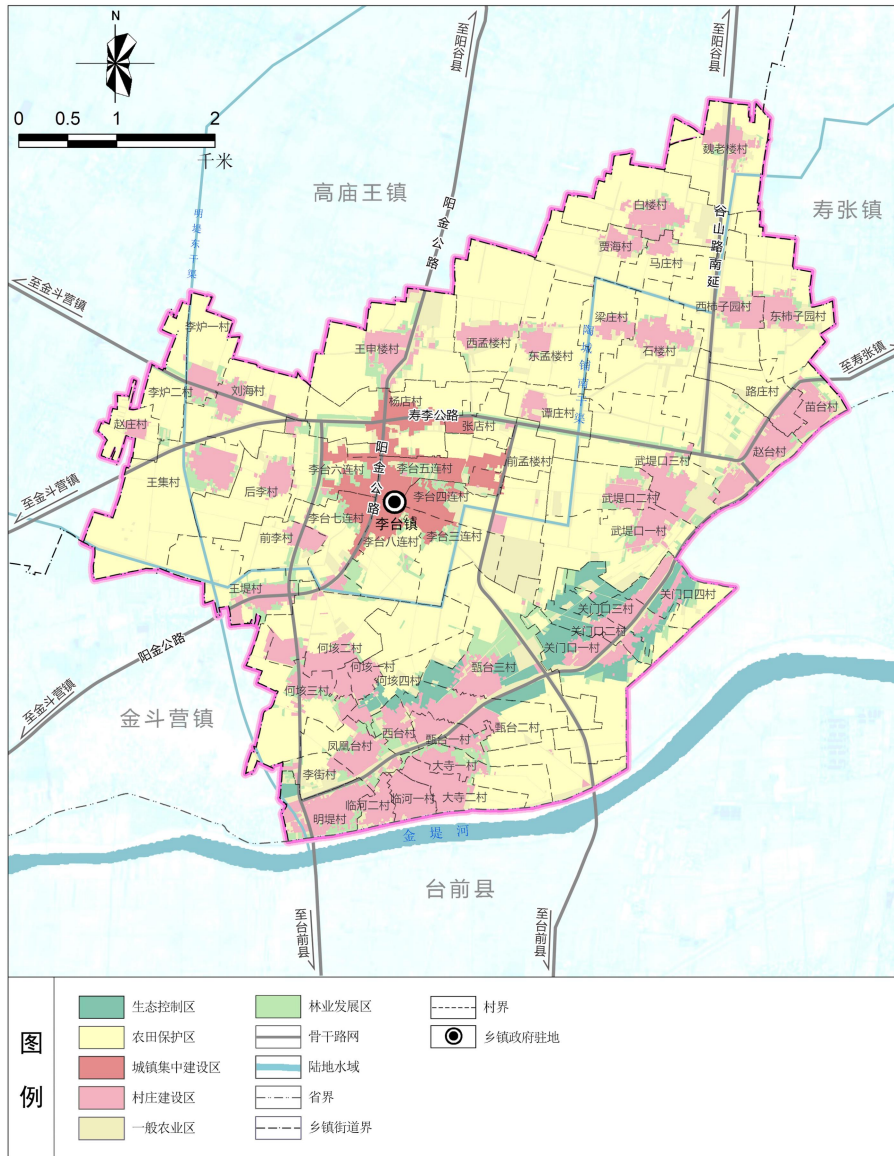 N
0 0.5 1 2
千米
至阳谷县
至阳谷县
魏老楼村
高庙王镇
寿张镇
白楼村
阳金公路
谷山路南延
明堤东干渠
贾海村
马庄村
至金斗营镇
西柿子园村
东柿子园村
李炉一村
梁庄村
陶城铺南干渠
王申楼村
西孟楼村
东孟楼村
石楼村
至寿张镇
李炉二村
刘海村
路庄村
苗台村
杨店村
谭庄村
寿李公路
赵庄村
张店村
赵台村
阳金公路
王集村
李台六连村
李台五连村
前孟楼村
武堤口三村
后李村
李台四连村
武堤口二村
至金斗营镇
李台七连村
李台镇
前李村
李台八连村
李台三连村
武堤口一村
王堤村
关门口四村
关门口三村
阳金公路
何垓二村
关门口二村
何垓一村
甄台三村
关门口一村
何垓四村
何垓三村
至金斗营镇
金斗营镇
西台村
甄台一村
甄台二村
凤凰台村
大寺一村
李街村
临河二村
临河一村
大寺二村
明堤村
金堤河
台前县
至台前县
至台前县
图例
生态控制区
农田保护区
城镇集中建设区
村庄建设区
一般农业区
林业发展区
骨干路网
陆地水域
省界
乡镇街道界
村界
乡镇政府驻地